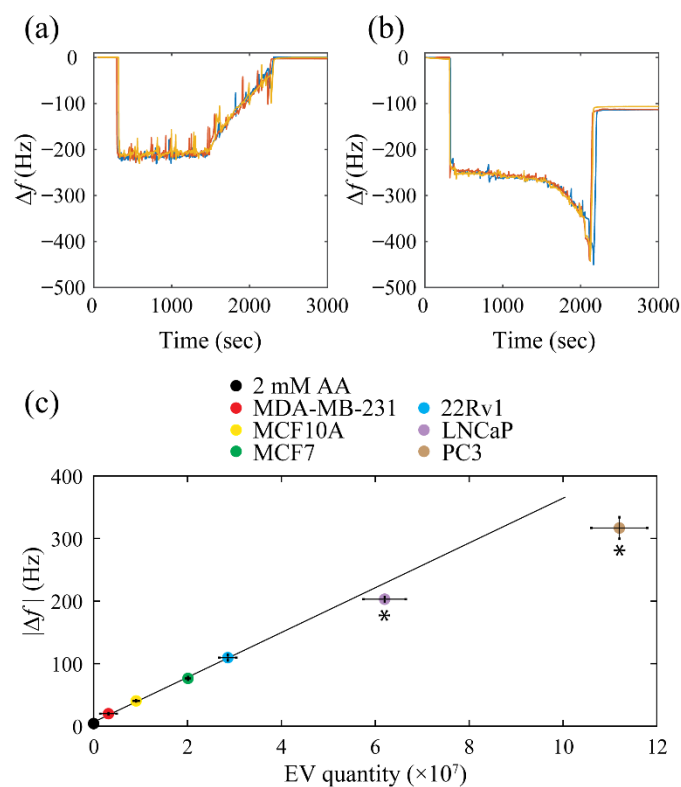 (a)
(b)
0
−100
−200
−300
−400
−500
Δf (Hz)
0 1000 2000 3000
Time (sec)
0
−100
−200
−300
−400
−500
Δf (Hz)
0 1000 2000 3000
Time (sec)
(c)
2 mM AA
MDA-MB-231
MCF10A
MCF7
22Rv1
LNCaP
PC3
400
300
200
100
0
|Δf| (Hz)
*
*
0 2 4 6 8 10 12
EV quantity (×10⁷)